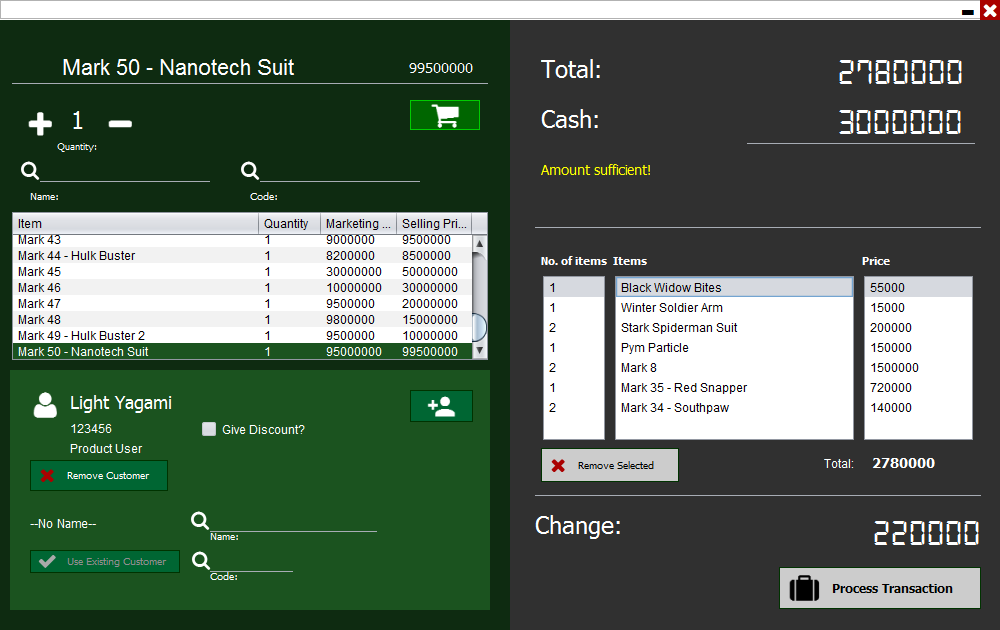 Mark 50 - Nanotech Suit 99500000
1
Quantity:
Name: Code:
Item Quantity Marketing ... Selling Pri...
Mark 43 1 9000000 9500000
Mark 44 - Hulk Buster 1 8200000 8500000
Mark 45 1 30000000 50000000
Mark 46 1 10000000 30000000
Mark 47 1 9500000 20000000
Mark 48 1 9800000 15000000
Mark 49 - Hulk Buster 2 1 9500000 10000000
Mark 50 - Nanotech Suit 1 95000000 99500000
Light Yagami
123456
Give Discount?
Product User
Remove Customer
--No Name--
Name:
Use Existing Customer
Code:
Total: 2780000
Cash: 3000000
Amount sufficient!
No. of items Items Price
1 Black Widow Bites 55000
1 Winter Soldier Arm 15000
2 Stark Spiderman Suit 200000
1 Pym Particle 150000
2 Mark 8 1500000
1 Mark 35 - Red Snapper 720000
2 Mark 34 - Southpaw 140000
Remove Selected
Total: 2780000
Change: 220000
Process Transaction